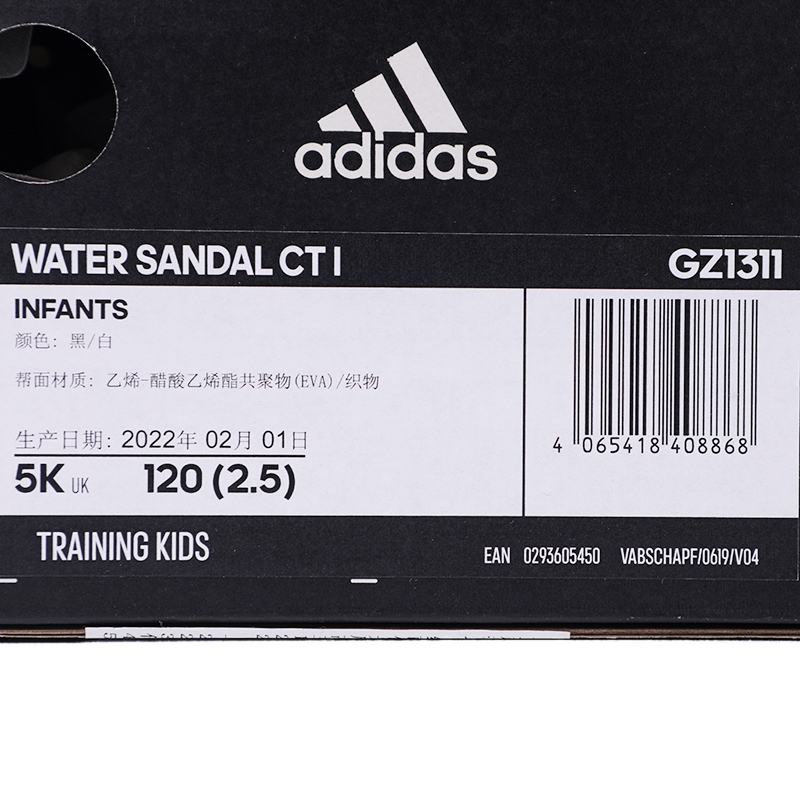 adidas
WATER SANDAL CT I
GZ1311
INFANTS
颜色: 黑/白
帮面材质: 乙烯-醋酸乙烯酯共聚物(EVA)/织物
生产日期: 2022年 02月 01日
5K UK 120 (2.5)
4 065418 408868
TRAINING KIDS
EAN 0293605450 VABSCHAPF/0619/V04